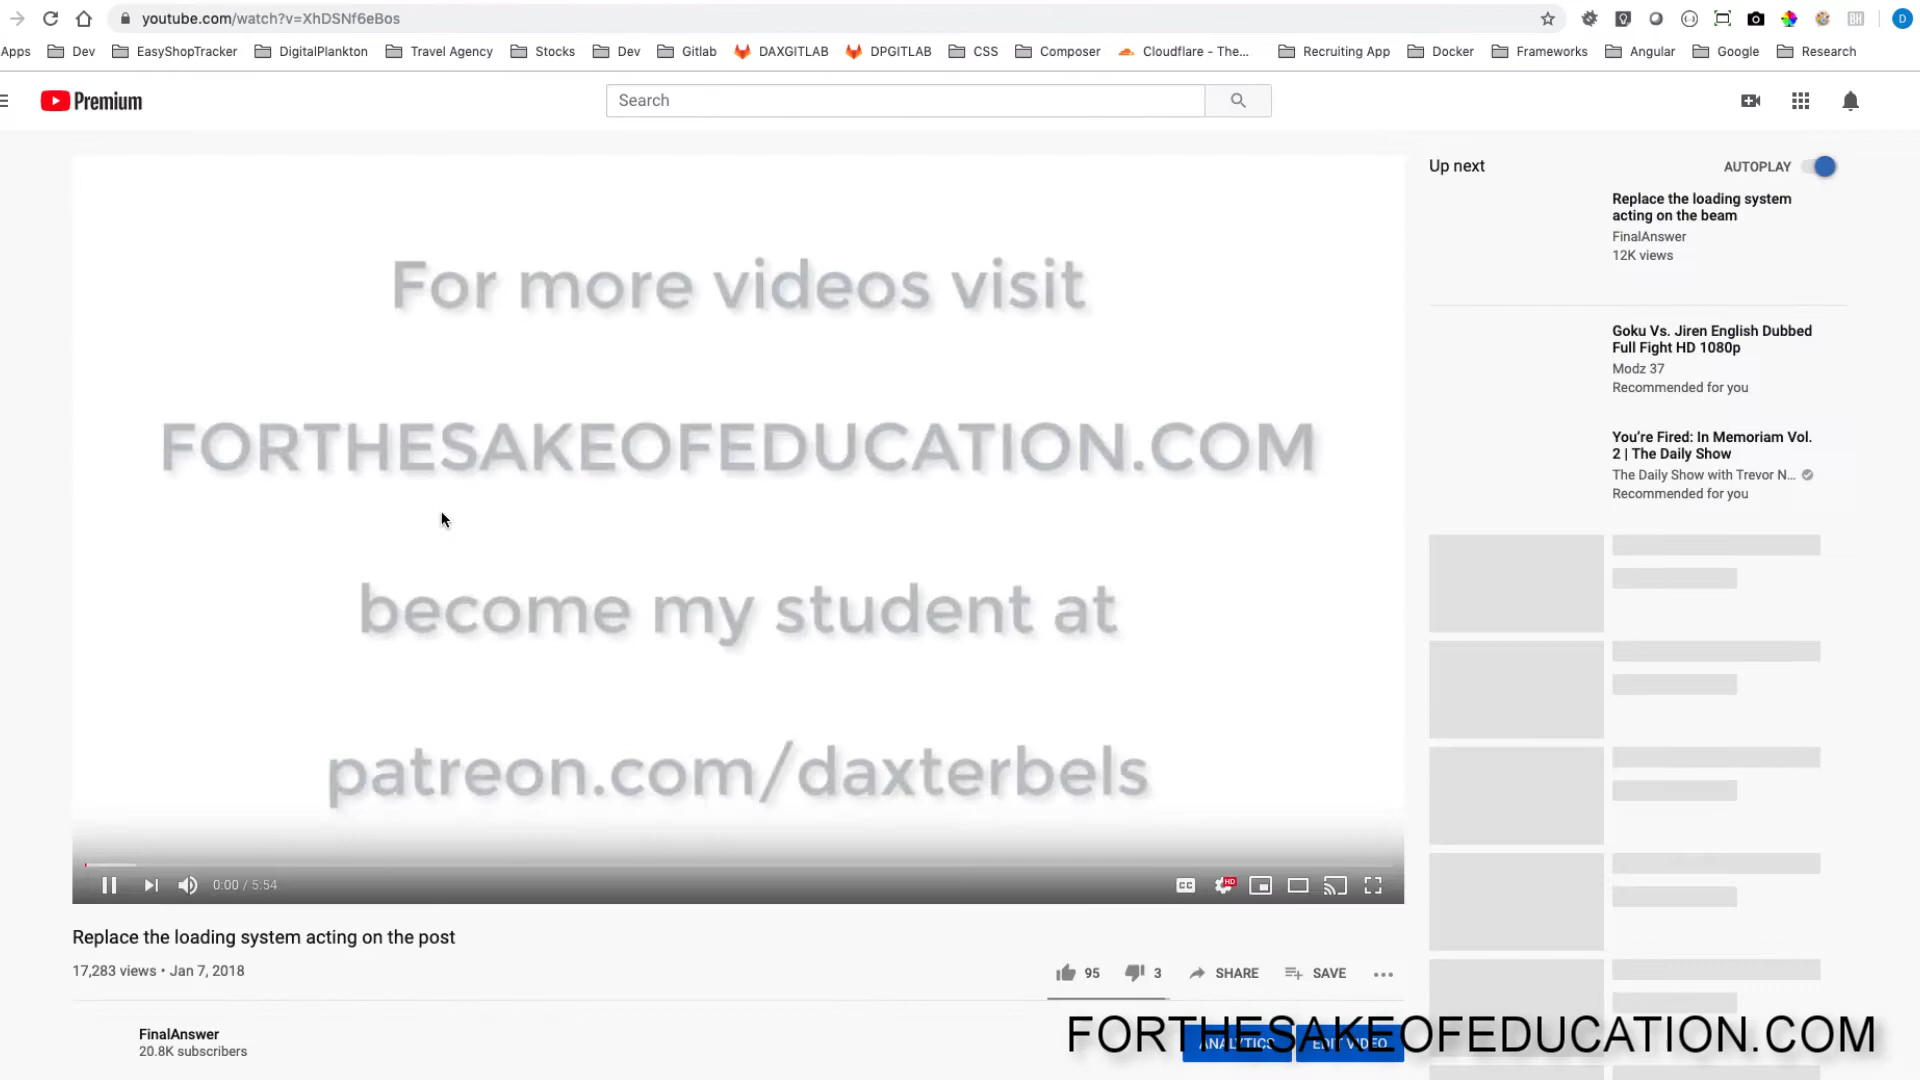 youtube.com/watch?v=XhDSNf6eBos
Apps Dev EasyShopTracker DigitalPlankton Travel Agency Stocks Dev Gitlab DAXGITLAB DPGITLAB CSS Composer Cloudflare - The... Recruiting App Docker Frameworks Angular Google Research
Premium
Search
For more videos visit
FORTHESAKEOFEDUCATION.COM
become my student at
patreon.com/daxterbels
0:00 / 5:54
CC
HD
Replace the loading system acting on the post
17,283 views • Jan 7, 2018
95 3 SHARE SAVE
FinalAnswer
20.8K subscribers
ANALYTICS EDIT VIDEO
FORTHESAKEOFEDUCATION.COM
Up next AUTOPLAY
Replace the loading system
acting on the beam
FinalAnswer
12K views
Goku Vs. Jiren English Dubbed
Full Fight HD 1080p
Modz 37
Recommended for you
You're Fired: In Memoriam Vol.
2 | The Daily Show
The Daily Show with Trevor N...
Recommended for you
D